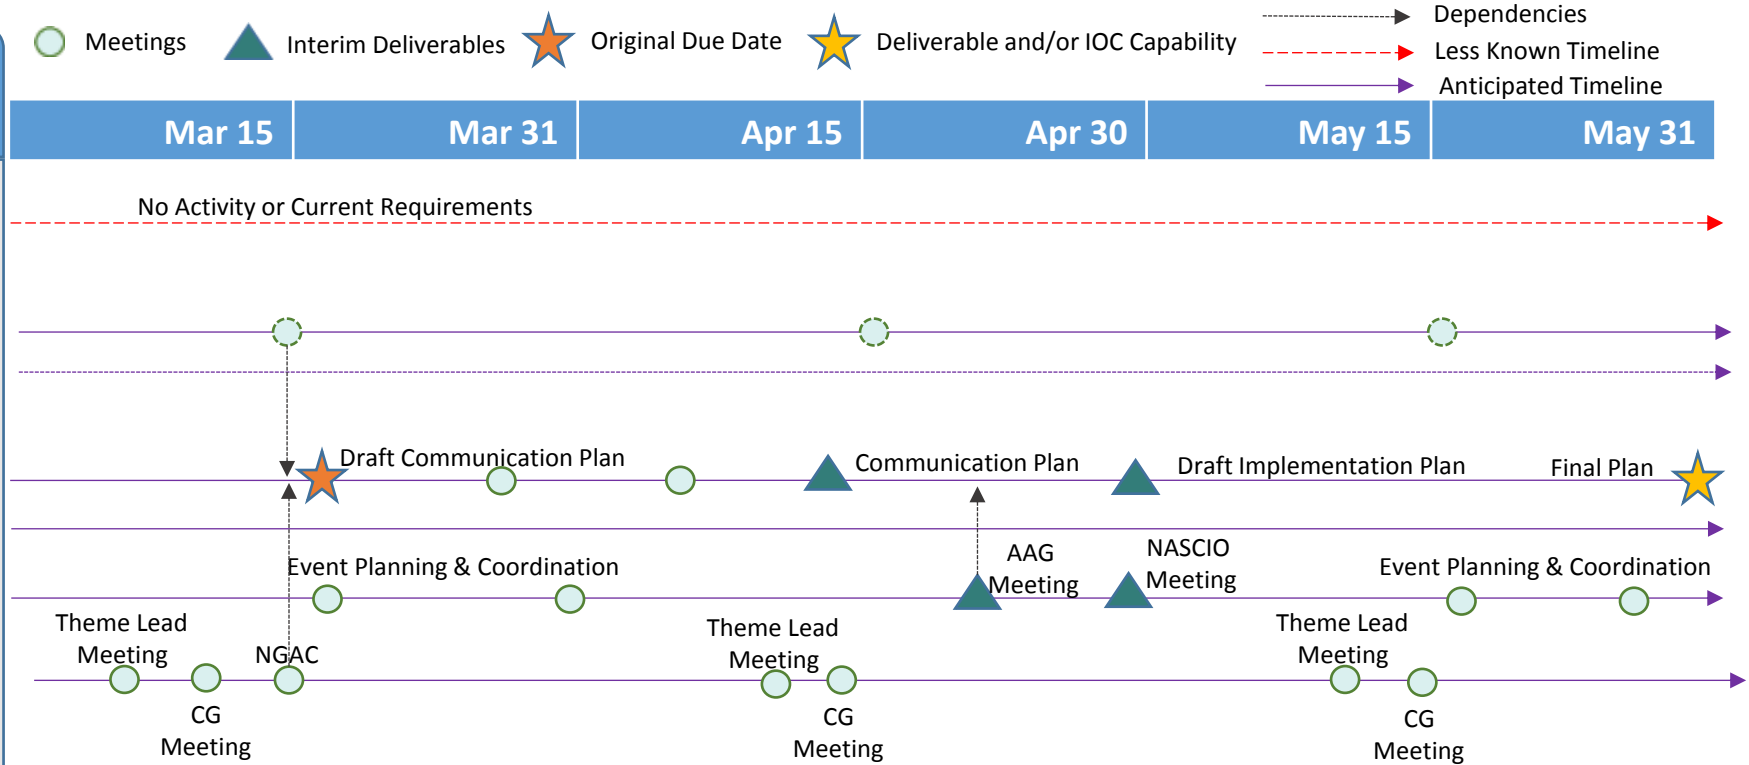 Meetings
Interim Deliverables
Original Due Date
Deliverable and/or IOC Capability
Dependencies
Less Known Timeline
Anticipated Timeline
Mar 15
Mar 31
Apr 15
Apr 30
May 15
May 31
No Activity or Current Requirements
Draft Communication Plan
Communication Plan
Draft Implementation Plan
Final Plan
Event Planning & Coordination
AAG
Meeting
NASCIO
Meeting
Event Planning & Coordination
Theme Lead
Meeting
NGAC
CG
Meeting
Theme Lead
Meeting
CG
Meeting
Theme Lead
Meeting
CG
Meeting